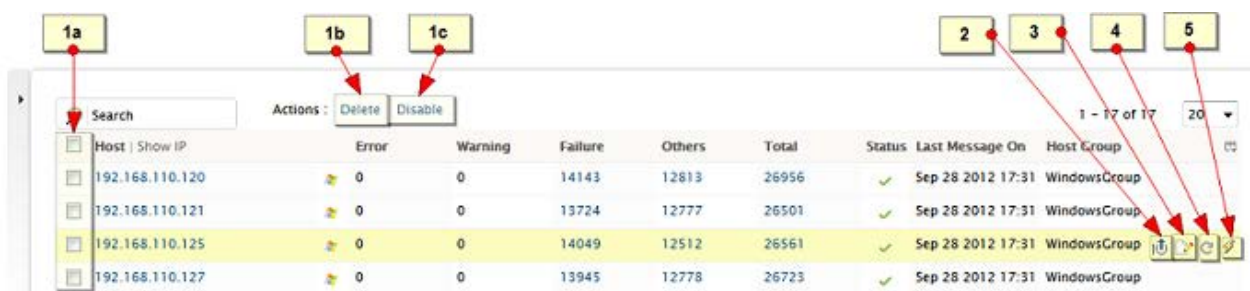 1a 1b 1c 2 3 4 5
Search Actions : Delete Disable 1 - 17 of 17 20
Host | Show IP Error Warning Failure Others Total Status Last Message On Host Group
192.168.110.120 0 0 14143 12813 26956 Sep 28 2012 17:31 WindowsGroup
192.168.110.121 0 0 13724 12777 26501 Sep 28 2012 17:31 WindowsGroup
192.168.110.125 0 0 14049 12512 26561 Sep 28 2012 17:31 WindowsGroup
192.168.110.127 0 0 13945 12778 26723 Sep 28 2012 17:31 WindowsGroup